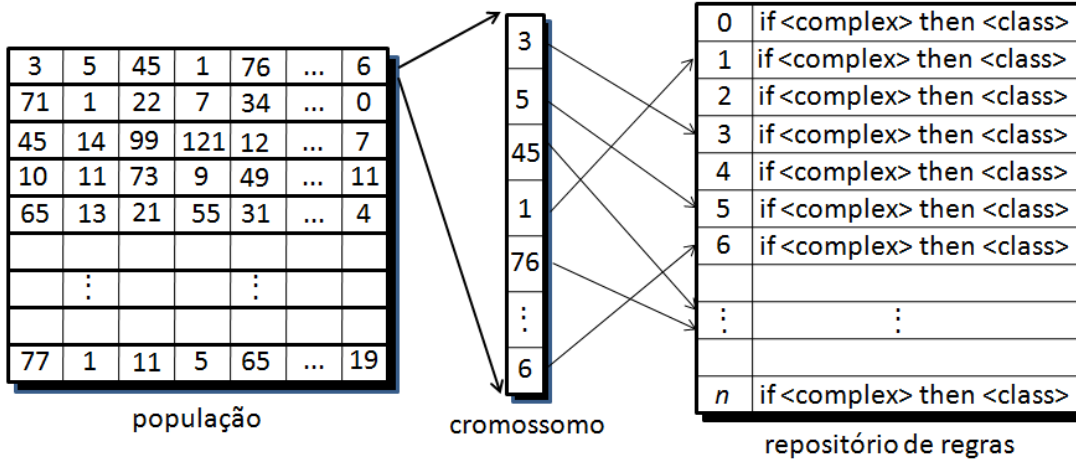 3 5 45 1 76 ... 6
71 1 22 7 34 ... 0
45 14 99 121 12 ... 7
10 11 73 9 49 ... 11
65 13 21 55 31 ... 4
⋮ ⋮
77 1 11 5 65 ... 19
população
3
5
45
1
76
⋮
6
cromossomo
0 if <complex> then <class>
1 if <complex> then <class>
2 if <complex> then <class>
3 if <complex> then <class>
4 if <complex> then <class>
5 if <complex> then <class>
6 if <complex> then <class>
⋮ ⋮
n if <complex> then <class>
repositório de regras